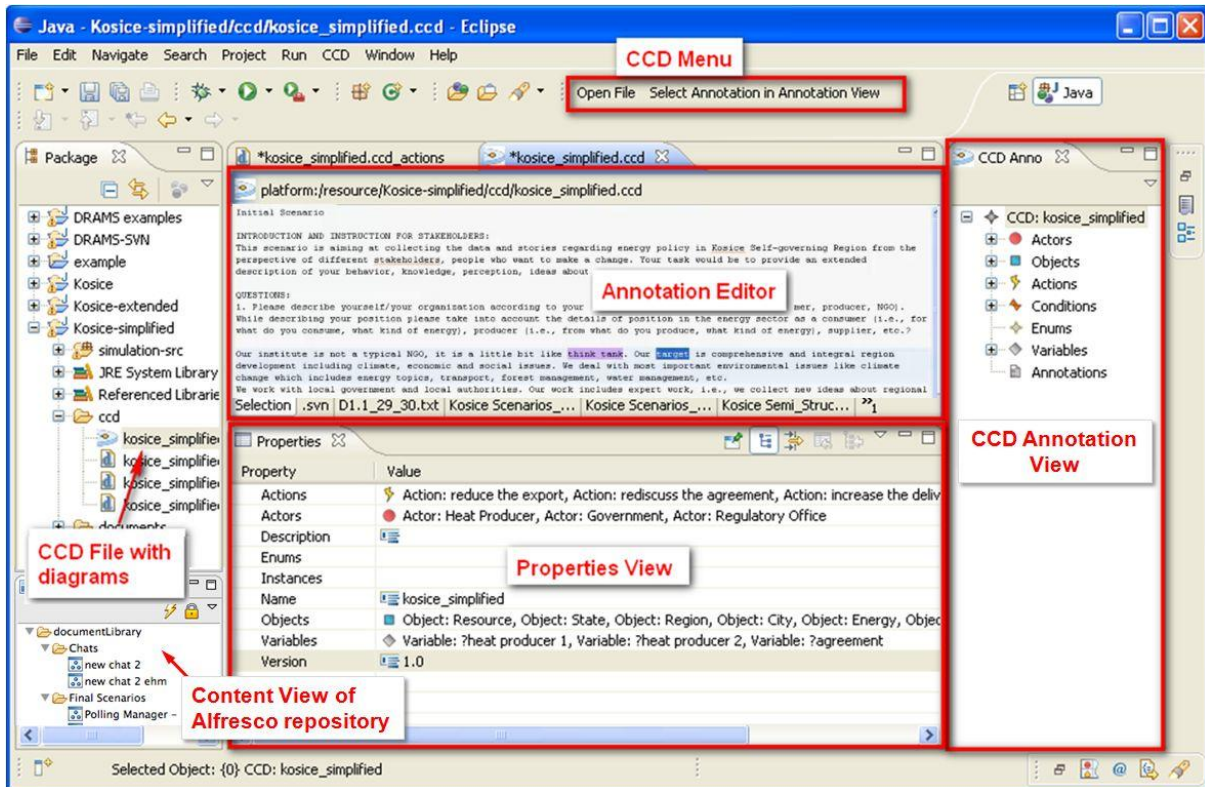 Java - Kosice-simplified/ccd/kosice_simplified.ccd - Eclipse
File Edit Navigate Search Project Run CCD Window Help
CCD Menu
Open File Select Annotation in Annotation View
Java
Package
DRAMS examples
DRAMS-SVN
example
Kosice
Kosice-extended
Kosice-simplified
simulation-src
JRE System Library
Referenced Librarie
ccd
kosice_simplifie
kosice_simplifie
kosice_simplifie
kosice_simplifie
documents
CCD File with
diagrams
documentLibrary
Chats
new chat 2
new chat 2 ehm
Final Scenarios
Polling Manager -
Content View of
Alfresco repository
*kosice_simplified.ccd_actions
*kosice_simplified.ccd
platform:/resource/Kosice-simplified/ccd/kosice_simplified.ccd
Initial Scenario
INTRODUCTION AND INSTRUCTION FOR STAKEHOLDERS:
This scenario is aiming at collecting the data and stories regarding energy policy in Kosice Self-governing Region from the
perspective of different stakeholders, people who want to make a change. Your task would be to provide an extended
description of your behavior, knowledge, perception, ideas about
QUESTIONS:
1. Please describe yourself/your organization according to your mer, producer, NGO).
While describing your position please take into account the details of position in the energy sector as a consumer (i.e., for
what do you consume, what kind of energy), producer (i.e., from what do you produce, what kind of energy), supplier, etc.?
Our institute is not a typical NGO, it is a little bit like think tank. Our target is comprehensive and integral region
development including climate, economic and social issues. We deal with most important environmental issues like climate
change which includes energy topics, transport, forest management, water management, etc.
We work with local government and local authorities. Our work includes expert work, i.e., we collect new ideas about regional
Annotation Editor
Selection .svn D1.1_29_30.txt Kosice Scenarios_... Kosice Scenarios_... Kosice Semi_Struc... »1
Properties
Property Value
Actions Action: reduce the export, Action: rediscuss the agreement, Action: increase the deliv
Actors Actor: Heat Producer, Actor: Government, Actor: Regulatory Office
Description
Enums
Instances
Name kosice_simplified
Objects Object: Resource, Object: State, Object: Region, Object: City, Object: Energy, Objec
Variables Variable: ?heat producer 1, Variable: ?heat producer 2, Variable: ?agreement
Version 1.0
Properties View
CCD Anno
CCD: kosice_simplified
Actors
Objects
Actions
Conditions
Enums
Variables
Annotations
CCD Annotation
View
Selected Object: {0} CCD: kosice_simplified